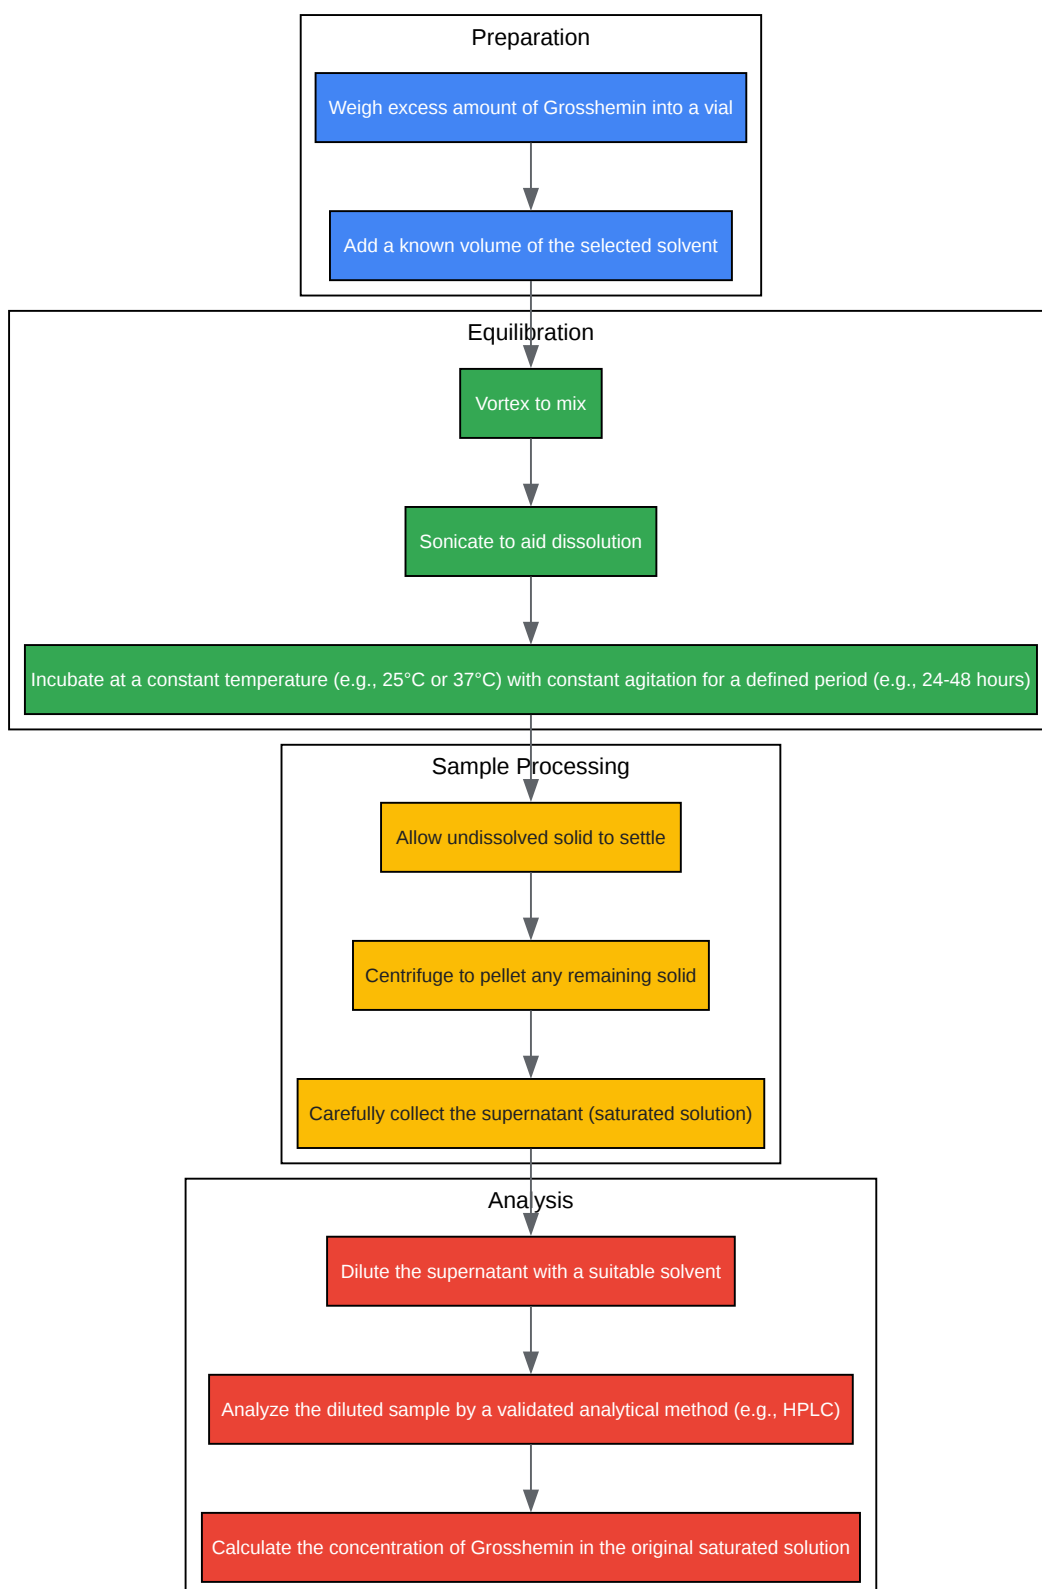 Preparation
Weigh excess amount of Grosshemin into a vial
Add a known volume of the selected solvent
Equilibration
Vortex to mix
Sonicate to aid dissolution
Incubate at a constant temperature (e.g., 25°C or 37°C) with constant agitation for a defined period (e.g., 24-48 hours)
Sample Processing
Allow undissolved solid to settle
Centrifuge to pellet any remaining solid
Carefully collect the supernatant (saturated solution)
Analysis
Dilute the supernatant with a suitable solvent
Analyze the diluted sample by a validated analytical method (e.g., HPLC)
Calculate the concentration of Grosshemin in the original saturated solution